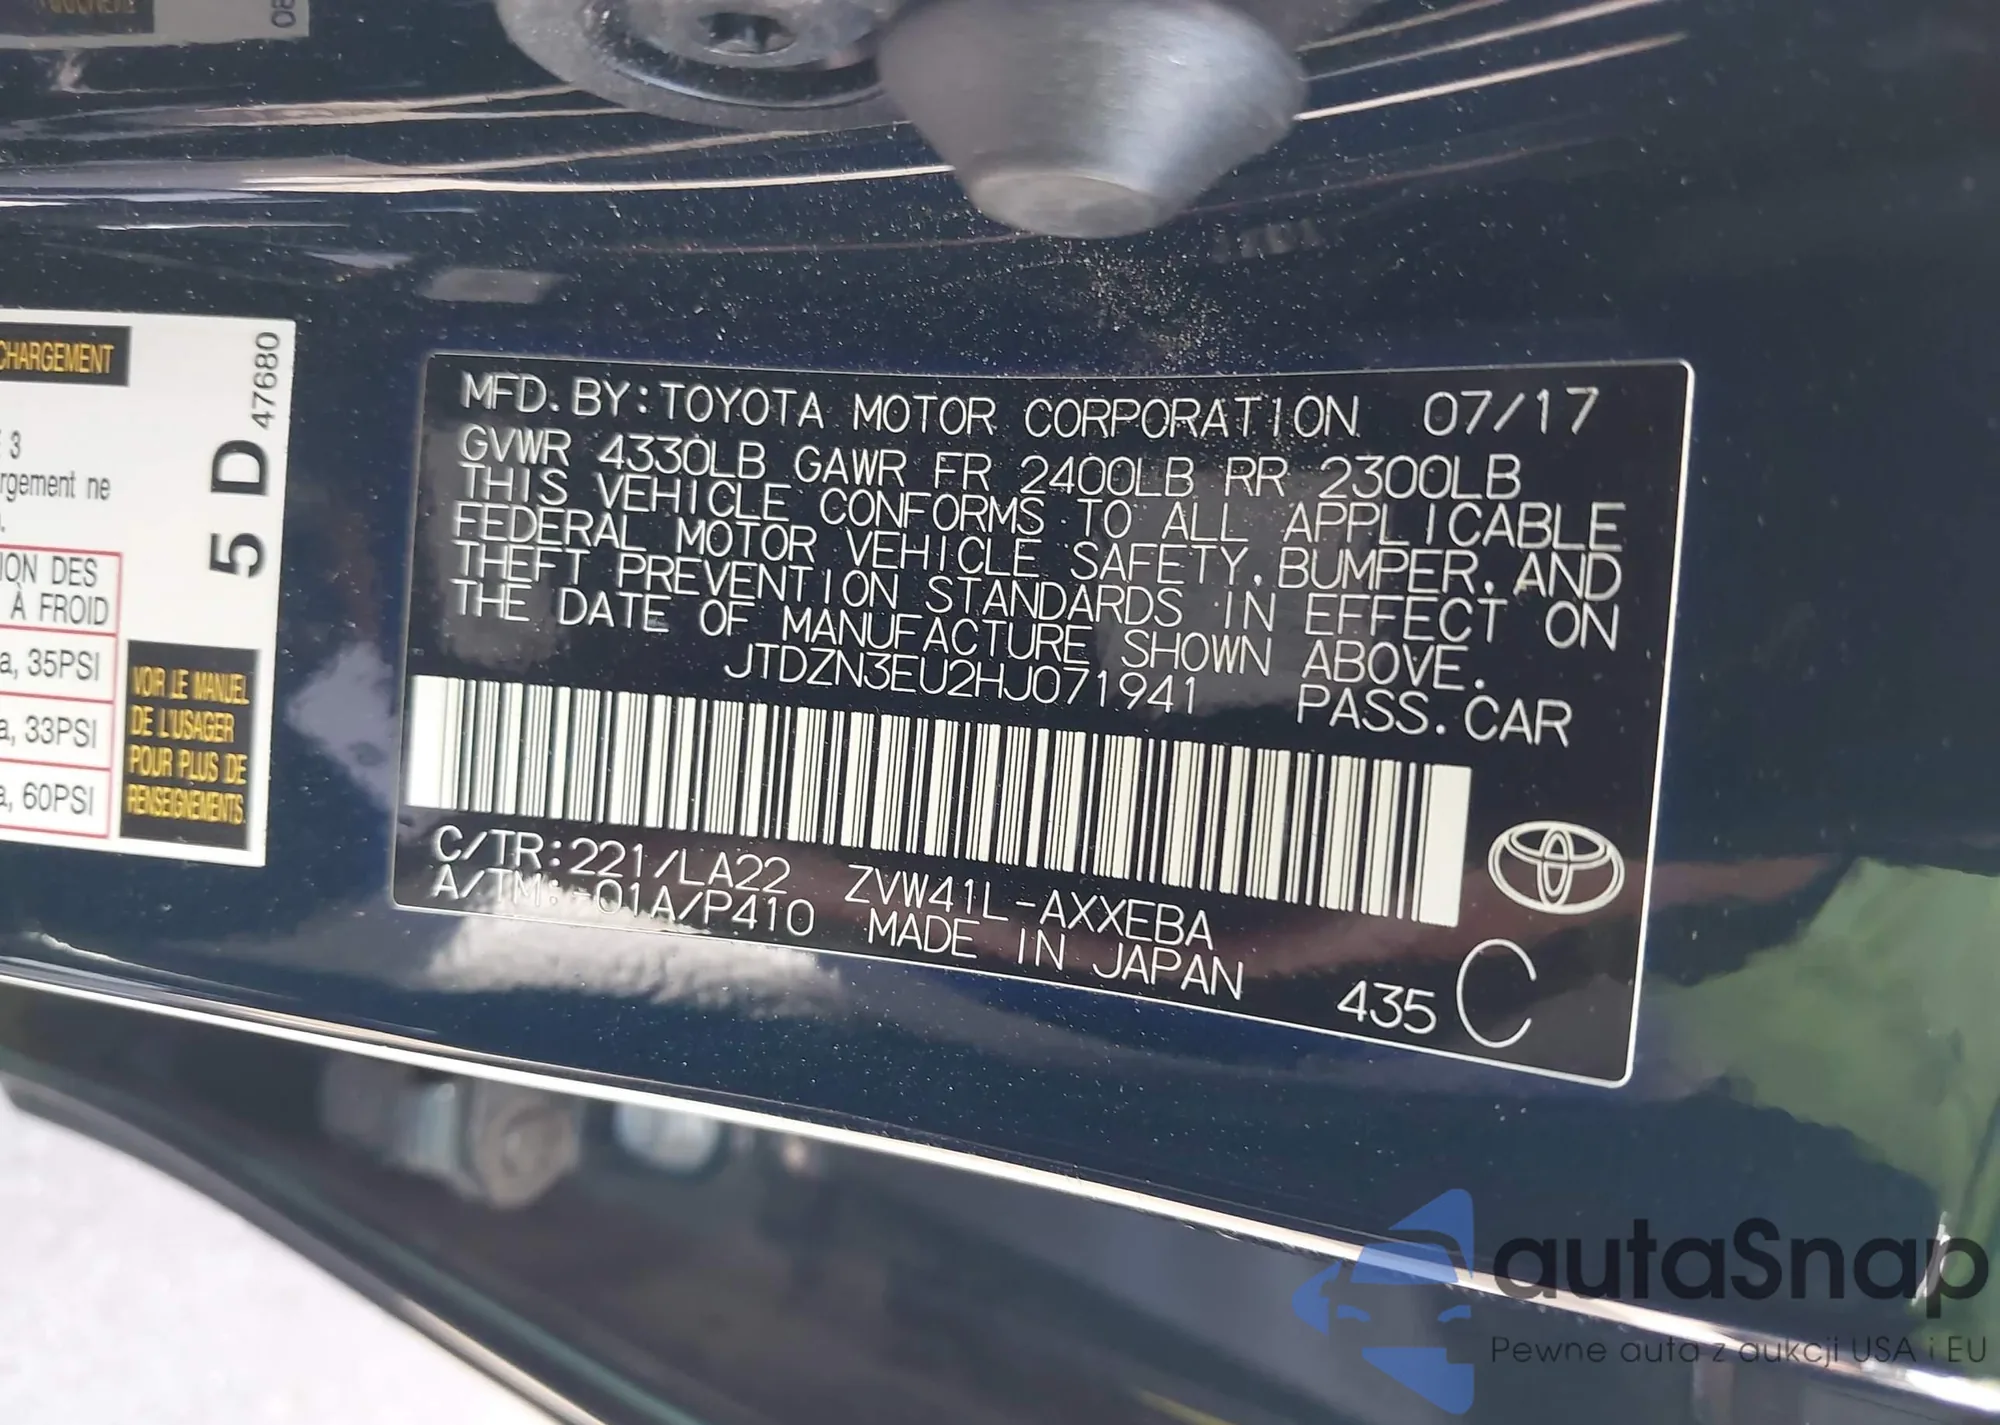 47680
5 D
CHARGEMENT
3
rgement ne
ION DES
À FROID
a, 35PSI
a, 33PSI
a, 60PSI
VOIR LE MANUEL
DE L'USAGER
POUR PLUS DE
RENSEIGNEMENTS.
MFD. BY: TOYOTA MOTOR CORPORATION 07/17
GVWR 4330LB GAWR FR 2400LB RR 2300LB
THIS VEHICLE CONFORMS TO ALL APPLICABLE
FEDERAL MOTOR VEHICLE SAFETY, BUMPER, AND
THEFT PREVENTION STANDARDS IN EFFECT ON
THE DATE OF MANUFACTURE SHOWN ABOVE.
JTDZN3EU2HJ071941 PASS. CAR
C/TR: 221/LA22 ZVW41L-AXXEBA
A/TM: -01A/P410 MADE IN JAPAN
435 C
autaSnap
Pewne auta z aukcji USA i EU